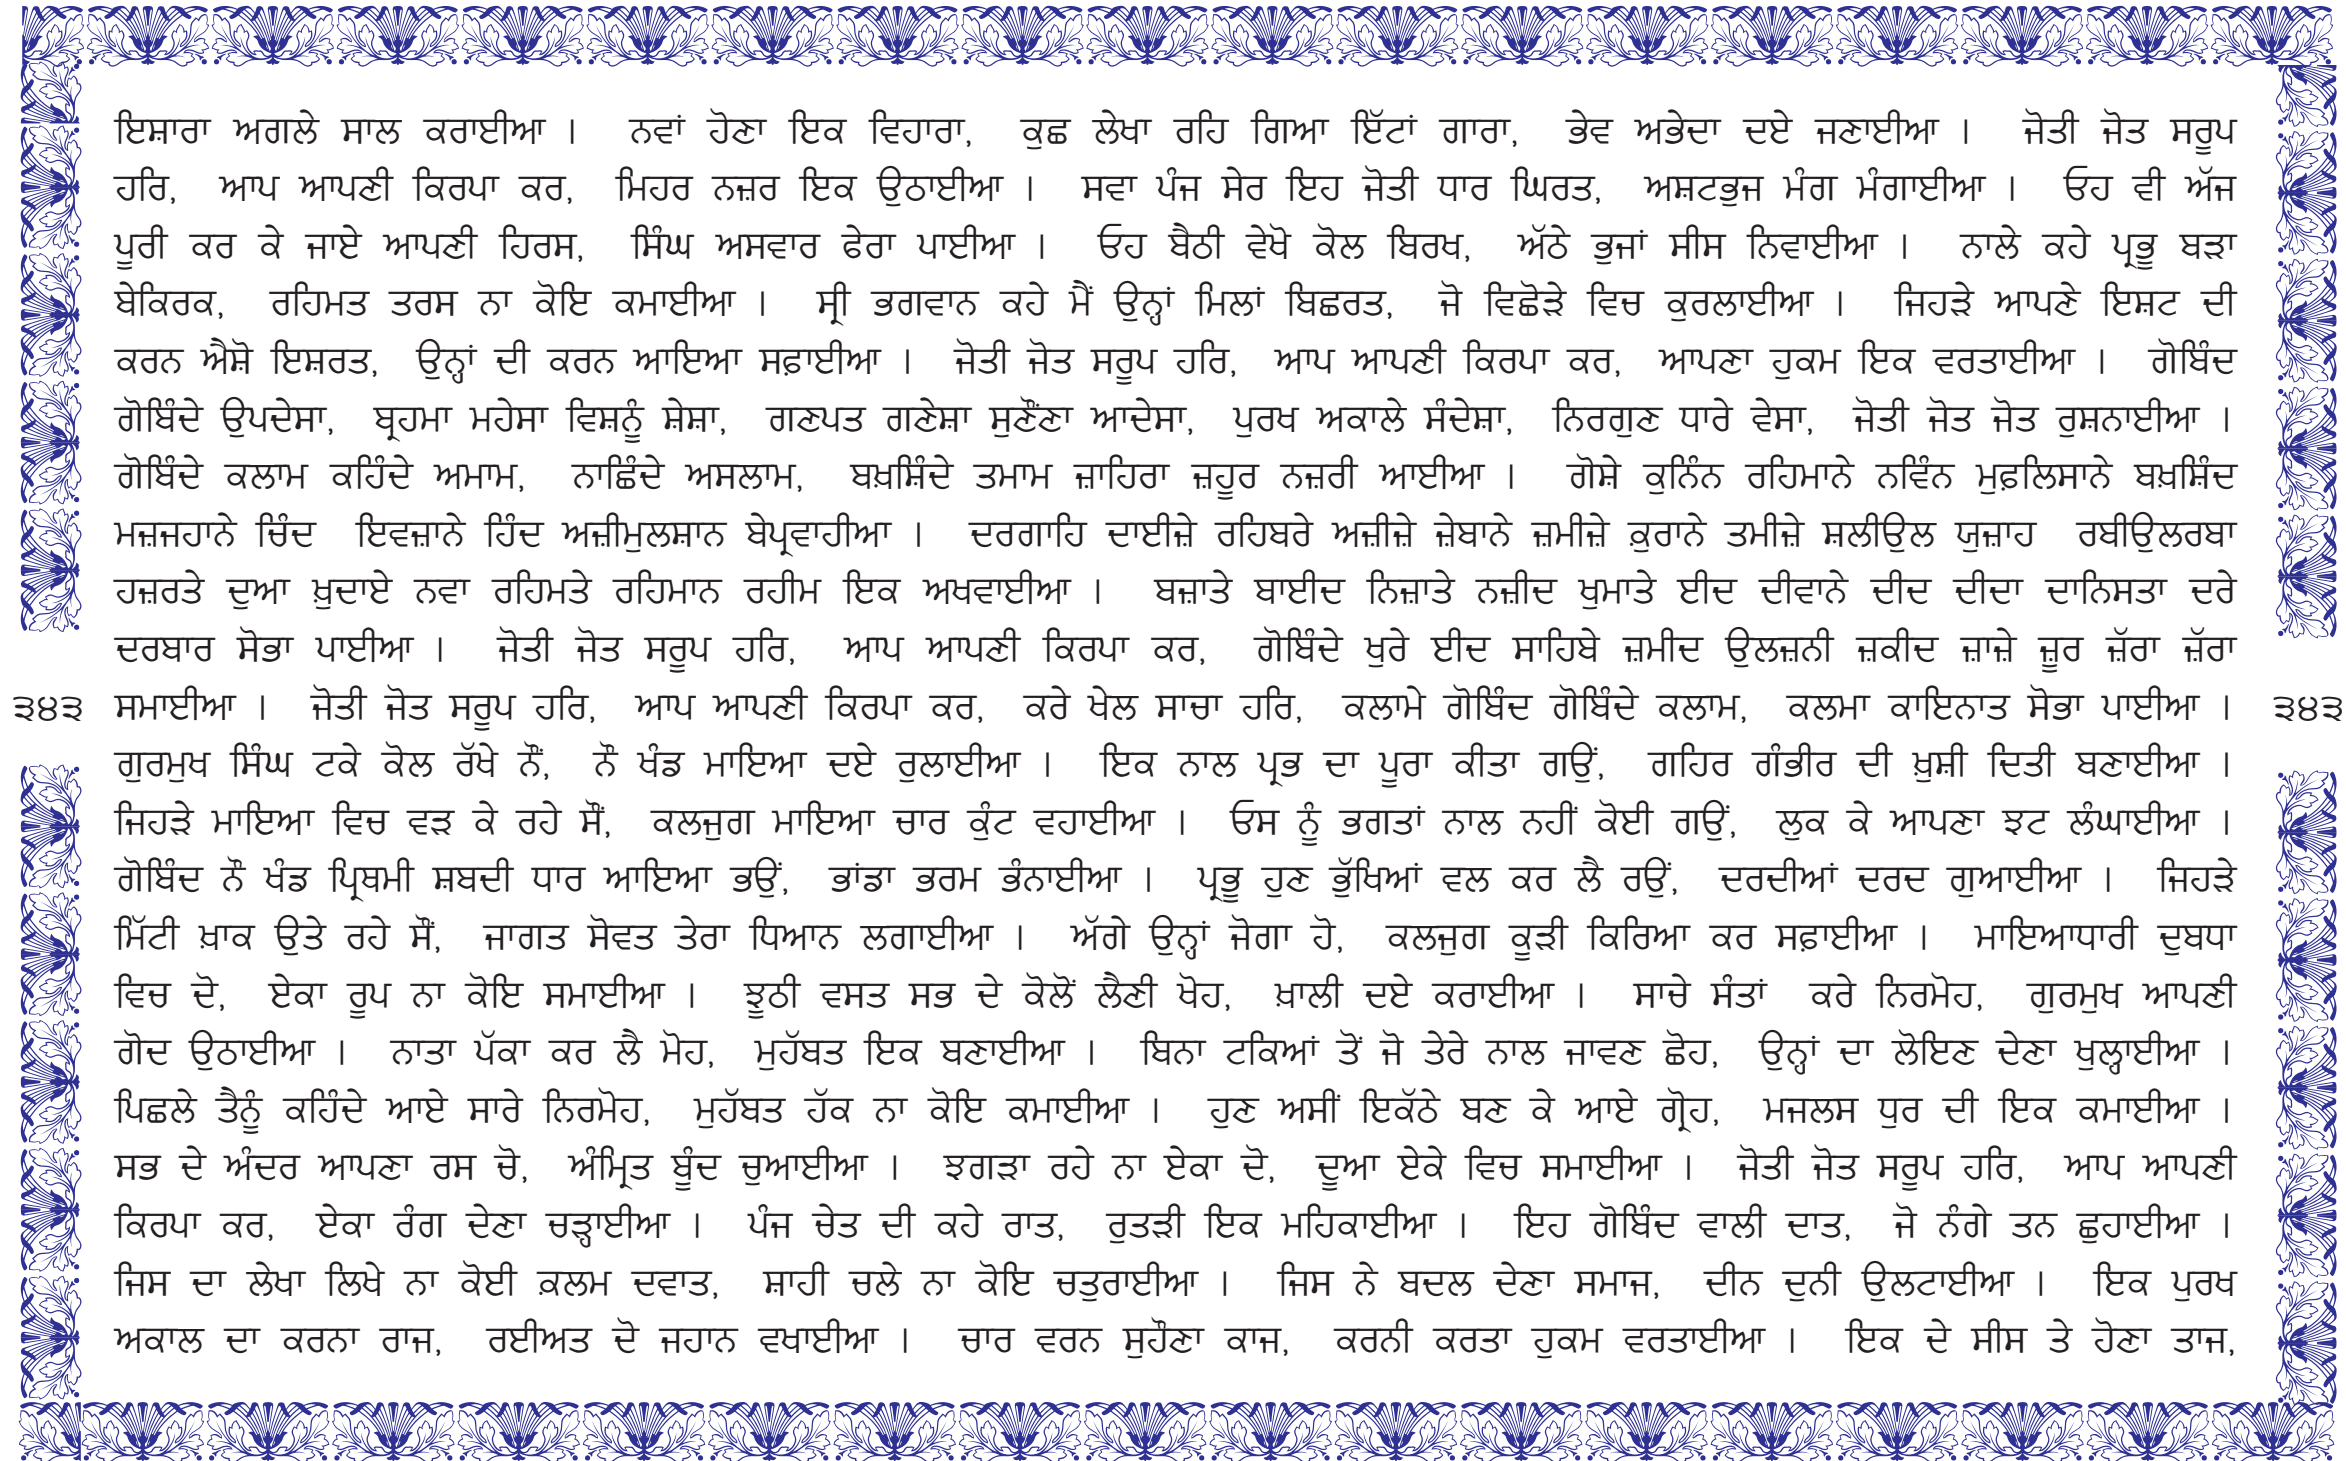 ਇਸ਼ਾਰਾ ਅਗਲੇ ਸਾਲ ਕਰਾਈਆ । ਨਵਾਂ ਹੋਣਾ ਇਕ ਵਿਹਾਰਾ, ਕੁਛ ਲੇਖਾ ਰਹਿ ਗਿਆ ਇੱਟਾਂ ਗਾਰਾ, ਭੇਵ ਅਭੇਦਾ ਦਏ ਜਣਾਈਆ । ਜੋਤੀ ਜੋਤ ਸਰੂਪ
ਹਰਿ, ਆਪ ਆਪਣੀ ਕਿਰਪਾ ਕਰ, ਮਿਹਰ ਨਜ਼ਰ ਇਕ ਉਠਾਈਆ । ਸਵਾ ਪੰਜ ਸੇਰ ਇਹ ਜੋਤੀ ਧਾਰ ਘਿਰਤ, ਅਸ਼ਟਭੁਜ ਮੰਗ ਮੰਗਾਈਆ । ਓਹ ਵੀ ਅੱਜ
ਪੂਰੀ ਕਰ ਕੇ ਜਾਏ ਆਪਣੀ ਹਿਰਸ, ਸਿੰਘ ਅਸਵਾਰ ਫੇਰਾ ਪਾਈਆ । ਓਹ ਬੈਠੀ ਵੇਖੋ ਕੋਲ ਬਿਰਖ, ਅੱਠੇ ਭੁਜਾਂ ਸੀਸ ਨਿਵਾਈਆ । ਨਾਲੇ ਕਹੇ ਪ੍ਰਭੂ ਬੜਾ
ਬੇਕਿਰਕ, ਰਹਿਮਤ ਤਰਸ ਨਾ ਕੋਇ ਕਮਾਈਆ । ਸ੍ਰੀ ਭਗਵਾਨ ਕਹੇ ਮੈਂ ਉਨ੍ਹਾਂ ਮਿਲਾਂ ਬਿਛਰਤ, ਜੋ ਵਿਛੋੜੇ ਵਿਚ ਕੁਰਲਾਈਆ । ਜਿਹੜੇ ਆਪਣੇ ਇਸ਼ਟ ਦੀ
ਕਰਨ ਐਸ਼ੋ ਇਸ਼ਰਤ, ਉਨ੍ਹਾਂ ਦੀ ਕਰਨ ਆਇਆ ਸਫ਼ਾਈਆ । ਜੋਤੀ ਜੋਤ ਸਰੂਪ ਹਰਿ, ਆਪ ਆਪਣੀ ਕਿਰਪਾ ਕਰ, ਆਪਣਾ ਹੁਕਮ ਇਕ ਵਰਤਾਈਆ । ਗੋਬਿੰਦ
ਗੋਬਿੰਦੇ ਉਪਦੇਸਾ, ਬ੍ਰਹਮਾ ਮਹੇਸਾ ਵਿਸ਼ਨੂੰ ਸ਼ੇਸ਼ਾ, ਗਣਪਤ ਗਣੇਸ਼ਾ ਸੁਣੌਣਾ ਆਦੇਸਾ, ਪੁਰਖ ਅਕਾਲੇ ਸੰਦੇਸ਼ਾ, ਨਿਰਗੁਣ ਧਾਰੇ ਵੇਸਾ, ਜੋਤੀ ਜੋਤ ਜੋਤ ਰੁਸ਼ਨਾਈਆ ।
ਗੋਬਿੰਦੇ ਕਲਾਮ ਕਹਿੰਦੇ ਅਮਾਮ, ਨਾਛਿੰਦੇ ਅਸਲਾਮ, ਬਖ਼ਸ਼ਿੰਦੇ ਤਮਾਮ ਜ਼ਾਹਿਰਾ ਜ਼ਹੂਰ ਨਜ਼ਰੀ ਆਈਆ । ਗੋਸ਼ੇ ਕੁਨਿੰਨ ਰਹਿਮਾਨੇ ਨਵਿੰਨ ਮੁਫ਼ਲਿਸਾਨੇ ਬਖ਼ਸ਼ਿੰਦ
ਮਜ਼ਜਹਾਨੇ ਚਿੰਦ ਇਵਜ਼ਾਨੇ ਹਿੰਦ ਅਜ਼ੀਮੁਲਸ਼ਾਨ ਬੇਪ੍ਰਵਾਹੀਆ । ਦਰਗਾਹਿ ਦਾਈਜ਼ੇ ਰਹਿਬਰੇ ਅਜ਼ੀਜ਼ੇ ਜ਼ੇਬਾਨੇ ਜ਼ਮੀਜ਼ੇ ਕ਼ੁਰਾਨੇ ਤਮੀਜ਼ੇ ਸ਼ਲੀਉਲ ਯੁਜ਼ਾਹ ਰਬੀਉਲਰਬਾ
ਹਜ਼ਰਤੇ ਦੁਆ ਖ਼ੁਦਾਏ ਨਵਾ ਰਹਿਮਤੇ ਰਹਿਮਾਨ ਰਹੀਮ ਇਕ ਅਖਵਾਈਆ । ਬਜ਼ਾਤੇ ਬਾਈਦ ਨਿਜ਼ਾਤੇ ਨਜ਼ੀਦ ਖੁਮਾਤੇ ਈਦ ਦੀਵਾਨੇ ਦੀਦ ਦੀਦਾ ਦਾਨਿਸਤਾ ਦਰੇ
ਦਰਬਾਰ ਸੋਭਾ ਪਾਈਆ । ਜੋਤੀ ਜੋਤ ਸਰੂਪ ਹਰਿ, ਆਪ ਆਪਣੀ ਕਿਰਪਾ ਕਰ, ਗੋਬਿੰਦੇ ਖੁਰੇ ਈਦ ਸਾਹਿਬੇ ਜ਼ਮੀਦ ਉਲਜ਼ਨੀ ਜ਼ਕੀਦ ਜ਼ਾਜ਼ੇ ਜ਼ੂਰ ਜ਼ੱਰਾ ਜ਼ੱਰਾ
੩੪੩ ਸਮਾਈਆ । ਜੋਤੀ ਜੋਤ ਸਰੂਪ ਹਰਿ, ਆਪ ਆਪਣੀ ਕਿਰਪਾ ਕਰ, ਕਰੇ ਖੇਲ ਸਾਚਾ ਹਰਿ, ਕਲਾਮੇ ਗੋਬਿੰਦ ਗੋਬਿੰਦੇ ਕਲਾਮ, ਕਲਮਾ ਕਾਇਨਾਤ ਸੋਭਾ ਪਾਈਆ । ੩੪੩
ਗੁਰਮੁਖ ਸਿੰਘ ਟਕੇ ਕੋਲ ਰੱਖੇ ਨੌਂ, ਨੌ ਖੰਡ ਮਾਇਆ ਦਏ ਰੁਲਾਈਆ । ਇਕ ਨਾਲ ਪ੍ਰਭ ਦਾ ਪੂਰਾ ਕੀਤਾ ਗਉਂ, ਗਹਿਰ ਗੰਭੀਰ ਦੀ ਖ਼ੁਸ਼ੀ ਦਿਤੀ ਬਣਾਈਆ ।
ਜਿਹੜੇ ਮਾਇਆ ਵਿਚ ਵੜ ਕੇ ਰਹੇ ਸੌਂ, ਕਲਜੁਗ ਮਾਇਆ ਚਾਰ ਕੁੰਟ ਵਹਾਈਆ । ਓਸ ਨੂੰ ਭਗਤਾਂ ਨਾਲ ਨਹੀਂ ਕੋਈ ਗਉਂ, ਲੁਕ ਕੇ ਆਪਣਾ ਝਟ ਲੰਘਾਈਆ ।
ਗੋਬਿੰਦ ਨੌ ਖੰਡ ਪ੍ਰਿਥਮੀ ਸ਼ਬਦੀ ਧਾਰ ਆਇਆ ਭਉਂ, ਭਾਂਡਾ ਭਰਮ ਭੰਨਾਈਆ । ਪ੍ਰਭੂ ਹੁਣ ਭੁੱਖਿਆਂ ਵਲ ਕਰ ਲੈ ਰਉਂ, ਦਰਦੀਆਂ ਦਰਦ ਗੁਆਈਆ । ਜਿਹੜੇ
ਮਿੱਟੀ ਖ਼ਾਕ ਉਤੇ ਰਹੇ ਸੌਂ, ਜਾਗਤ ਸੋਵਤ ਤੇਰਾ ਧਿਆਨ ਲਗਾਈਆ । ਅੱਗੇ ਉਨ੍ਹਾਂ ਜੋਗਾ ਹੋ, ਕਲਜੁਗ ਕੂੜੀ ਕਿਰਿਆ ਕਰ ਸਫ਼ਾਈਆ । ਮਾਇਆਧਾਰੀ ਦੁਬਧਾ
ਵਿਚ ਦੋ, ਏਕਾ ਰੂਪ ਨਾ ਕੋਇ ਸਮਾਈਆ । ਝੂਠੀ ਵਸਤ ਸਭ ਦੇ ਕੋਲੋਂ ਲੈਣੀ ਖੋਹ, ਖ਼ਾਲੀ ਦਏ ਕਰਾਈਆ । ਸਾਚੇ ਸੰਤਾਂ ਕਰੇ ਨਿਰਮੋਹ, ਗੁਰਮੁਖ ਆਪਣੀ
ਗੋਦ ਉਠਾਈਆ । ਨਾਤਾ ਪੱਕਾ ਕਰ ਲੈ ਮੋਹ, ਮੁਹੱਬਤ ਇਕ ਬਣਾਈਆ । ਬਿਨਾ ਟਕਿਆਂ ਤੋਂ ਜੋ ਤੇਰੇ ਨਾਲ ਜਾਵਣ ਛੋਹ, ਉਨ੍ਹਾਂ ਦਾ ਲੋਇਣ ਦੇਣਾ ਖੁਲ੍ਹਾਈਆ ।
ਪਿਛਲੇ ਤੈਨੂੰ ਕਹਿੰਦੇ ਆਏ ਸਾਰੇ ਨਿਰਮੋਹ, ਮੁਹੱਬਤ ਹੱਕ ਨਾ ਕੋਇ ਕਮਾਈਆ । ਹੁਣ ਅਸੀਂ ਇਕੱਠੇ ਬਣ ਕੇ ਆਏ ਗ੍ਰੋਹ, ਮਜਲਸ ਧੁਰ ਦੀ ਇਕ ਕਮਾਈਆ ।
ਸਭ ਦੇ ਅੰਦਰ ਆਪਣਾ ਰਸ ਚੋ, ਅੰਮ੍ਰਿਤ ਬੂੰਦ ਚੁਆਈਆ । ਝਗੜਾ ਰਹੇ ਨਾ ਏਕਾ ਦੋ, ਦੂਆ ਏਕੇ ਵਿਚ ਸਮਾਈਆ । ਜੋਤੀ ਜੋਤ ਸਰੂਪ ਹਰਿ, ਆਪ ਆਪਣੀ
ਕਿਰਪਾ ਕਰ, ਏਕਾ ਰੰਗ ਦੇਣਾ ਚੜ੍ਹਾਈਆ । ਪੰਜ ਚੇਤ ਦੀ ਕਹੇ ਰਾਤ, ਰੁਤੜੀ ਇਕ ਮਹਿਕਾਈਆ । ਇਹ ਗੋਬਿੰਦ ਵਾਲੀ ਦਾਤ, ਜੋ ਨੰਗੇ ਤਨ ਛੁਹਾਈਆ ।
ਜਿਸ ਦਾ ਲੇਖਾ ਲਿਖੇ ਨਾ ਕੋਈ ਕ਼ਲਮ ਦਵਾਤ, ਸ਼ਾਹੀ ਚਲੇ ਨਾ ਕੋਇ ਚਤੁਰਾਈਆ । ਜਿਸ ਨੇ ਬਦਲ ਦੇਣਾ ਸਮਾਜ, ਦੀਨ ਦੁਨੀ ਉਲਟਾਈਆ । ਇਕ ਪੁਰਖ
ਅਕਾਲ ਦਾ ਕਰਨਾ ਰਾਜ, ਰਈਅਤ ਦੋ ਜਹਾਨ ਵਖਾਈਆ । ਚਾਰ ਵਰਨ ਸੁਹੌਣਾ ਕਾਜ, ਕਰਨੀ ਕਰਤਾ ਹੁਕਮ ਵਰਤਾਈਆ । ਇਕ ਦੇ ਸੀਸ ਤੇ ਹੋਣਾ ਤਾਜ,